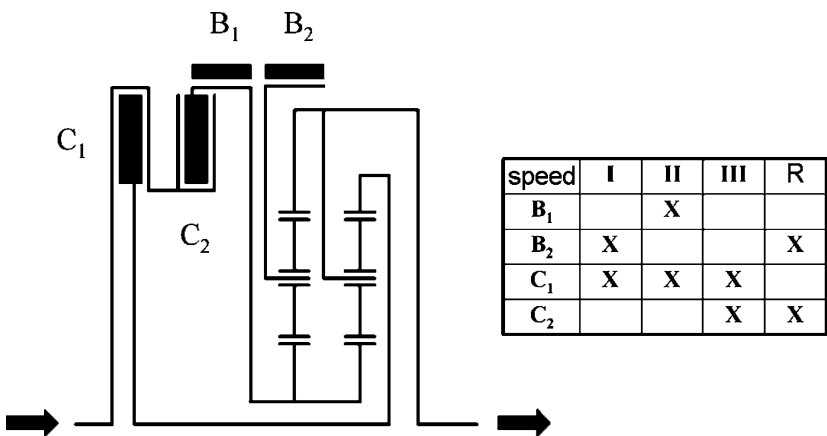 B₁ B₂
C₁
C₂
speed I II III R
B₁ X
B₂ X X
C₁ X X X
C₂ X X